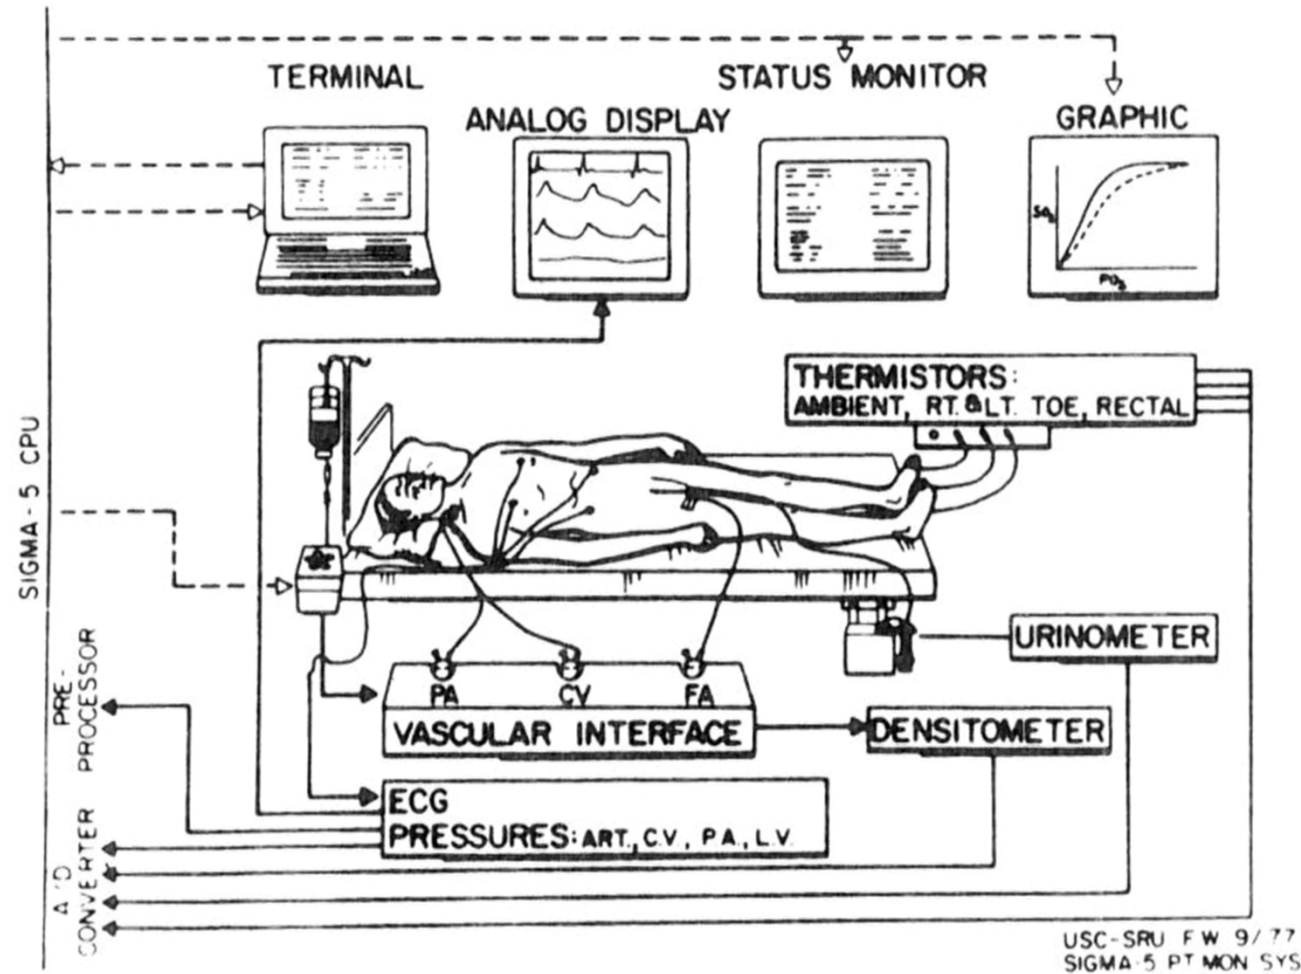 TERMINAL
STATUS MONITOR
ANALOG DISPLAY
GRAPHIC
SO₂
PO₂
THERMISTORS:
AMBIENT, RT. & LT. TOE, RECTAL
SIGMA-5 CPU
URINOMETER
PRE-
PROCESSOR
PA CV FA
VASCULAR INTERFACE
DENSITOMETER
ECG
PRESSURES: ART., C.V., P.A., L.V.
A/D
CONVERTER
USC-SRU FW 9/77
SIGMA-5 PT MON SYS